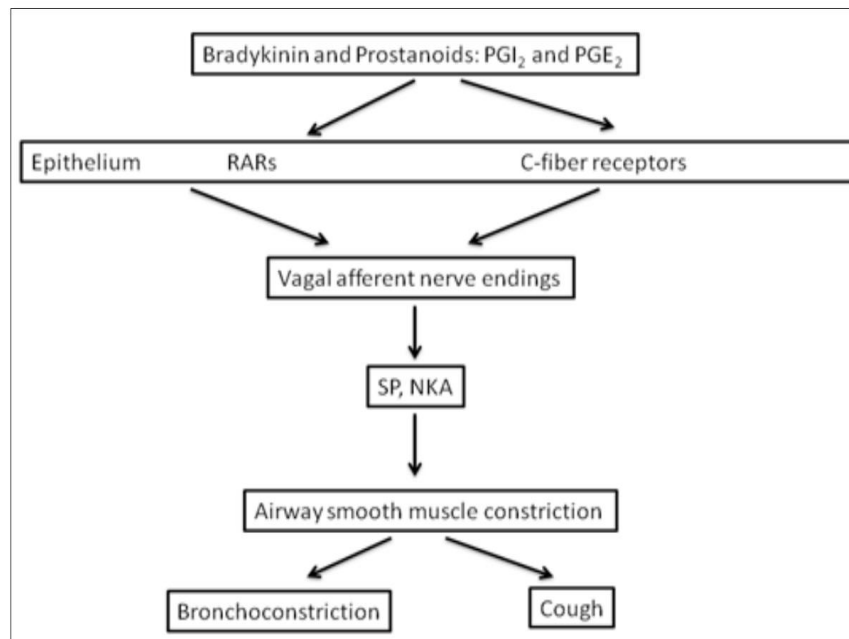 Bradykinin and Prostanoids: PGI₂ and PGE₂
Epithelium RARs C-fiber receptors
Vagal afferent nerve endings
SP, NKA
Airway smooth muscle constriction
Bronchoconstriction Cough